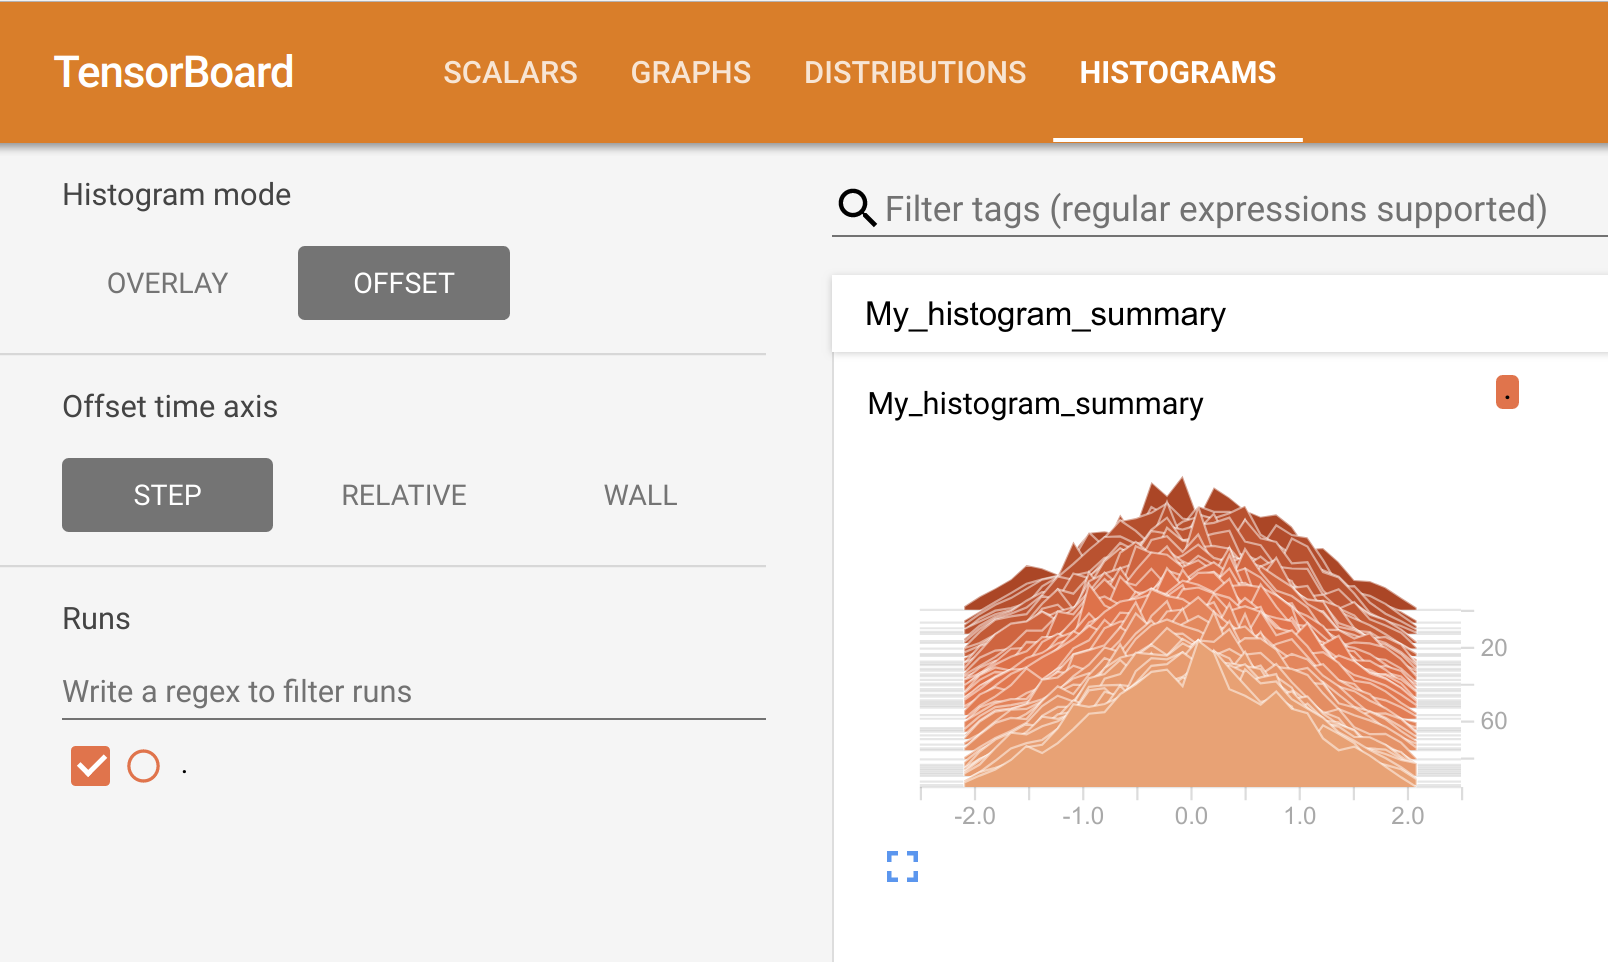 TensorBoard SCALARS GRAPHS DISTRIBUTIONS HISTOGRAMS
Histogram mode
OVERLAY OFFSET
Offset time axis
STEP RELATIVE WALL
Runs
Write a regex to filter runs
.
Filter tags (regular expressions supported)
My_histogram_summary
My_histogram_summary .
20
60
-2.0 -1.0 0.0 1.0 2.0